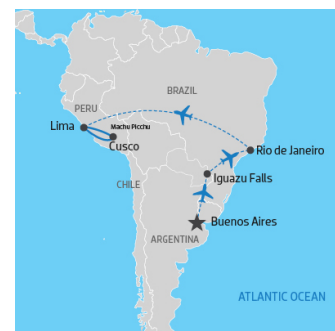 BRAZIL
PERU
Lima
Machu Picchu
Cusco
Rio de Janeiro
Iguazu Falls
CHILE
Buenos Aires
ARGENTINA
ATLANTIC OCEAN